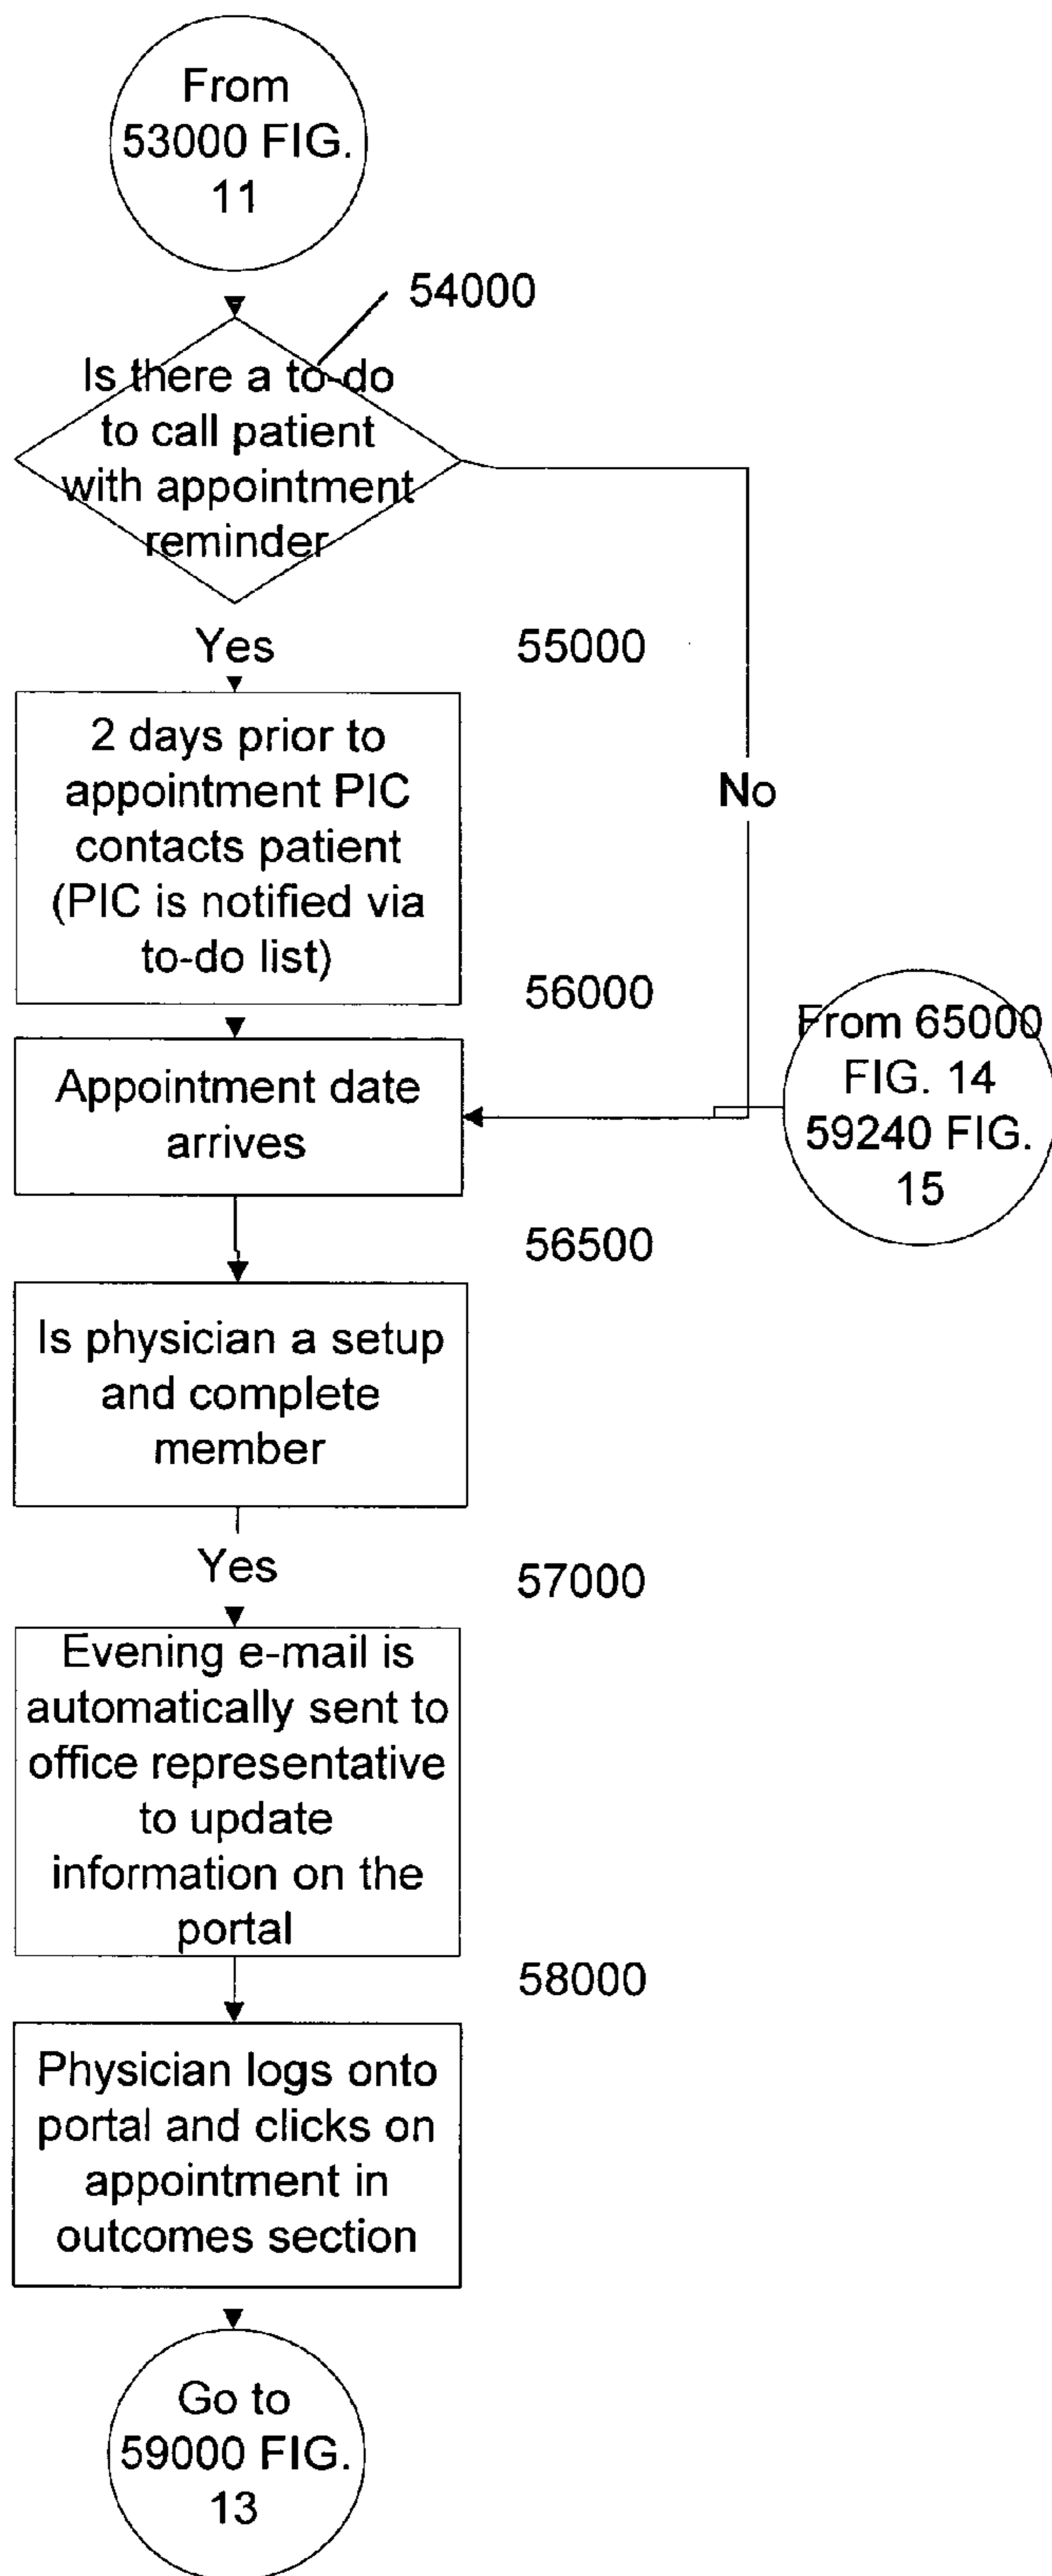 From
53000 FIG.
11
54000
Is there a to-do
to call patient
with appointment
reminder
Yes
55000
2 days prior to
appointment PIC
contacts patient
(PIC is notified via
to-do list)
No
56000
Appointment date
arrives
From 65000
FIG. 14
59240 FIG.
15
56500
Is physician a setup
and complete
member
Yes
57000
Evening e-mail is
automatically sent to
office representative
to update
information on the
portal
58000
Physician logs onto
portal and clicks on
appointment in
outcomes section
Go to
59000 FIG.
13